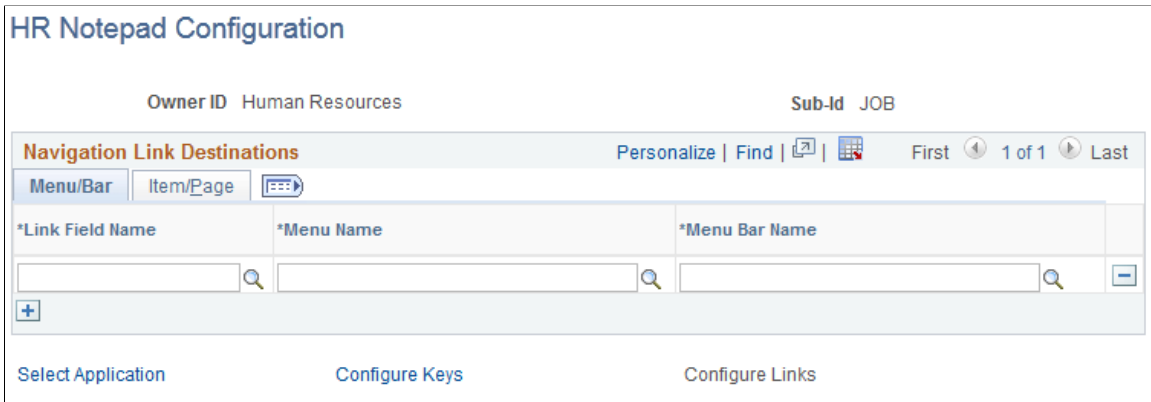 HR Notepad Configuration
Owner ID Human Resources Sub-Id JOB
Navigation Link Destinations Personalize | Find | | First 1 of 1 Last
Menu/Bar Item/Page
*Link Field Name *Menu Name *Menu Bar Name
Select Application Configure Keys Configure Links